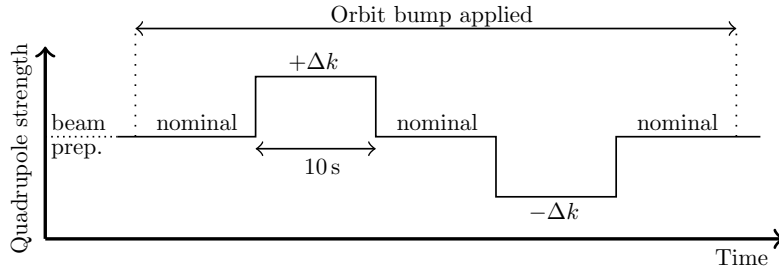 Orbit bump applied
Quadrupole strength
+Δk
beam
prep.
nominal
nominal
nominal
10 s
−Δk
Time